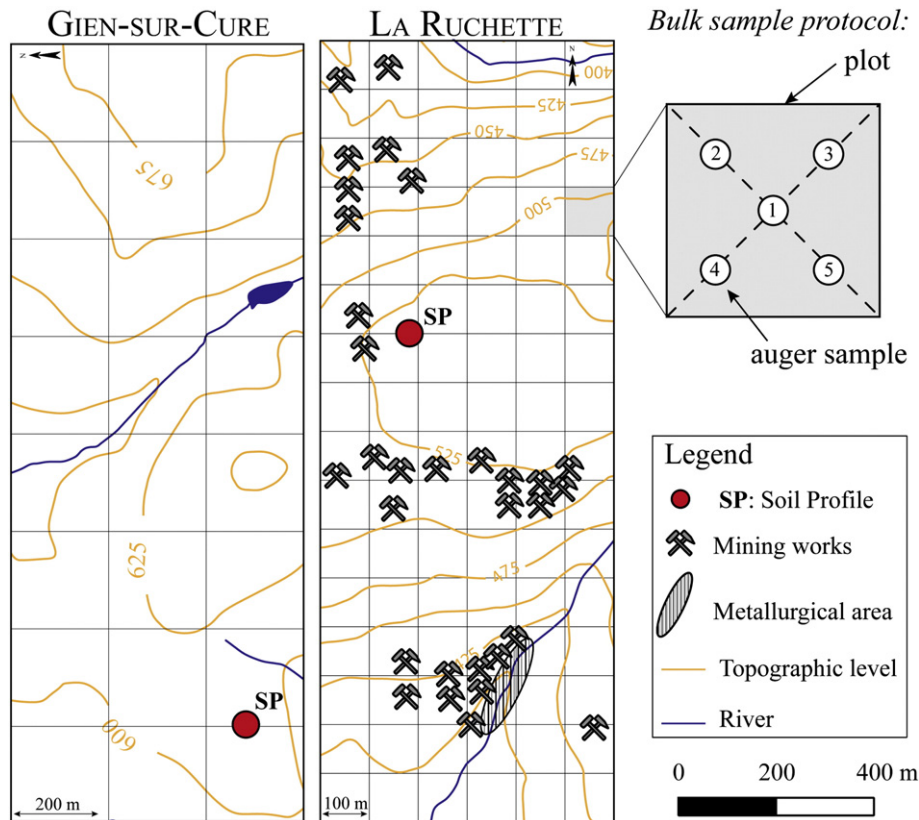 GIEN-SUR-CURE
LA RUCHETTE
Bulk sample protocol:
N
N
plot
400
425
450
475
500
675
2
3
1
4
5
SP
auger sample
525
625
475
425
SP
600
200 m
100 m
Legend
SP: Soil Profile
Mining works
Metallurgical area
Topographic level
River
0 200 400 m